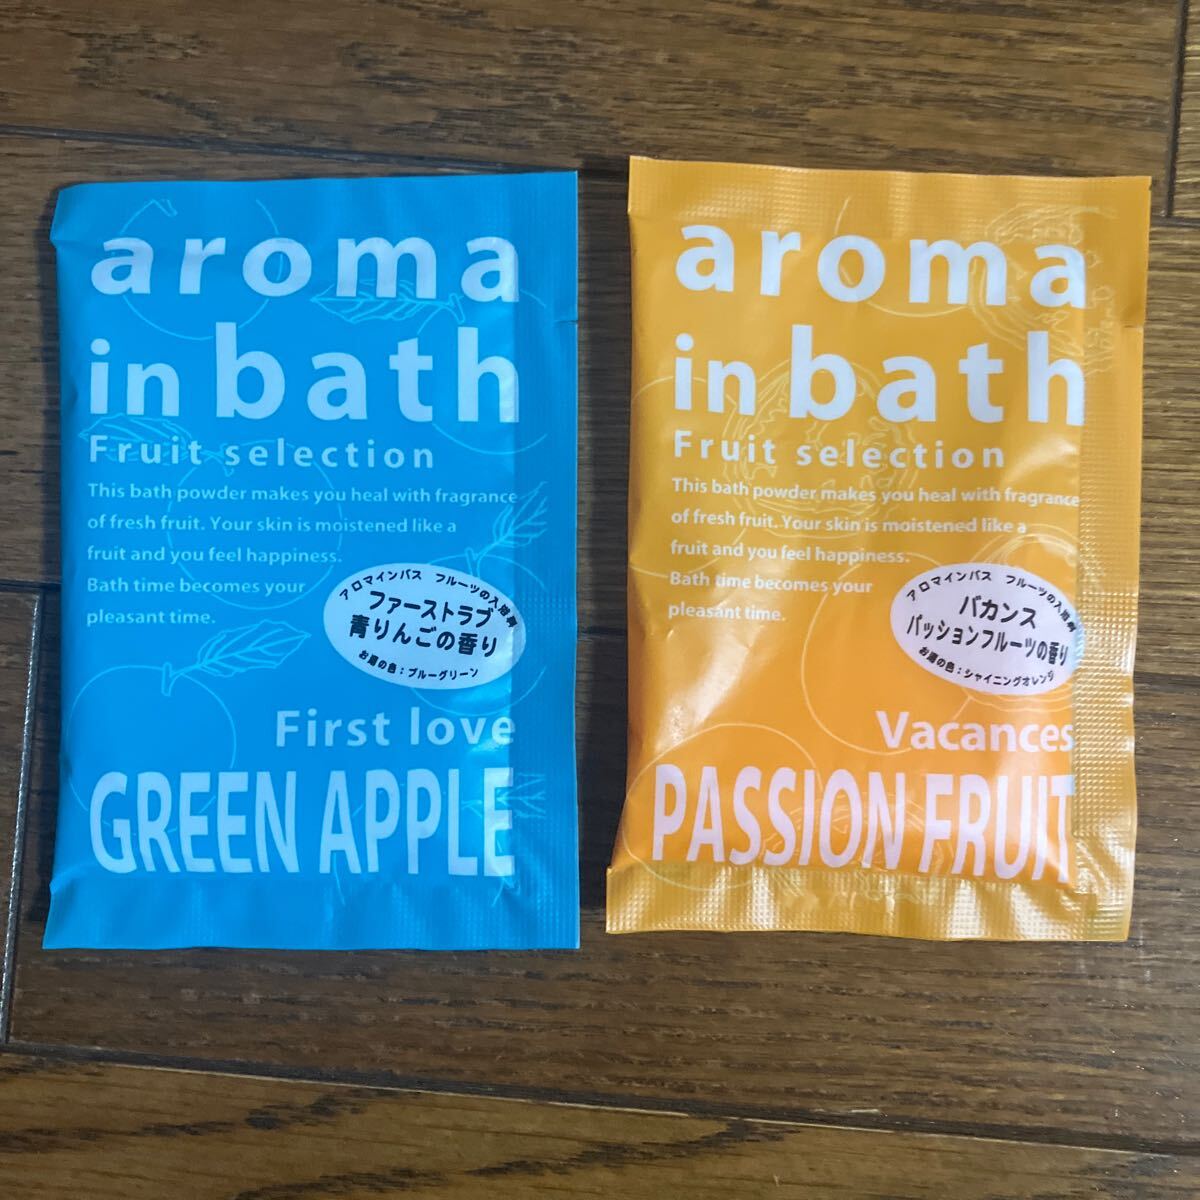 aroma
in bath
Fruit selection
This bath powder makes you heal with fragrance
of fresh fruit. Your skin is moistened like a
fruit and you feel happiness.
Bath time becomes your
pleasant time.
アロマインバス フルーツの入浴剤
ファーストラブ
青りんごの香り
お湯の色:ブルーグリーン
First love
GREEN APPLE
aroma
in bath
Fruit selection
This bath powder makes you heal with fragrance
of fresh fruit. Your skin is moistened like a
fruit and you feel happiness.
Bath time becomes your
pleasant time.
アロマインバス フルーツの入浴剤
バカンス
パッションフルーツの香り
お湯の色:シャイニングオレンジ
Vacances
PASSION FRUIT